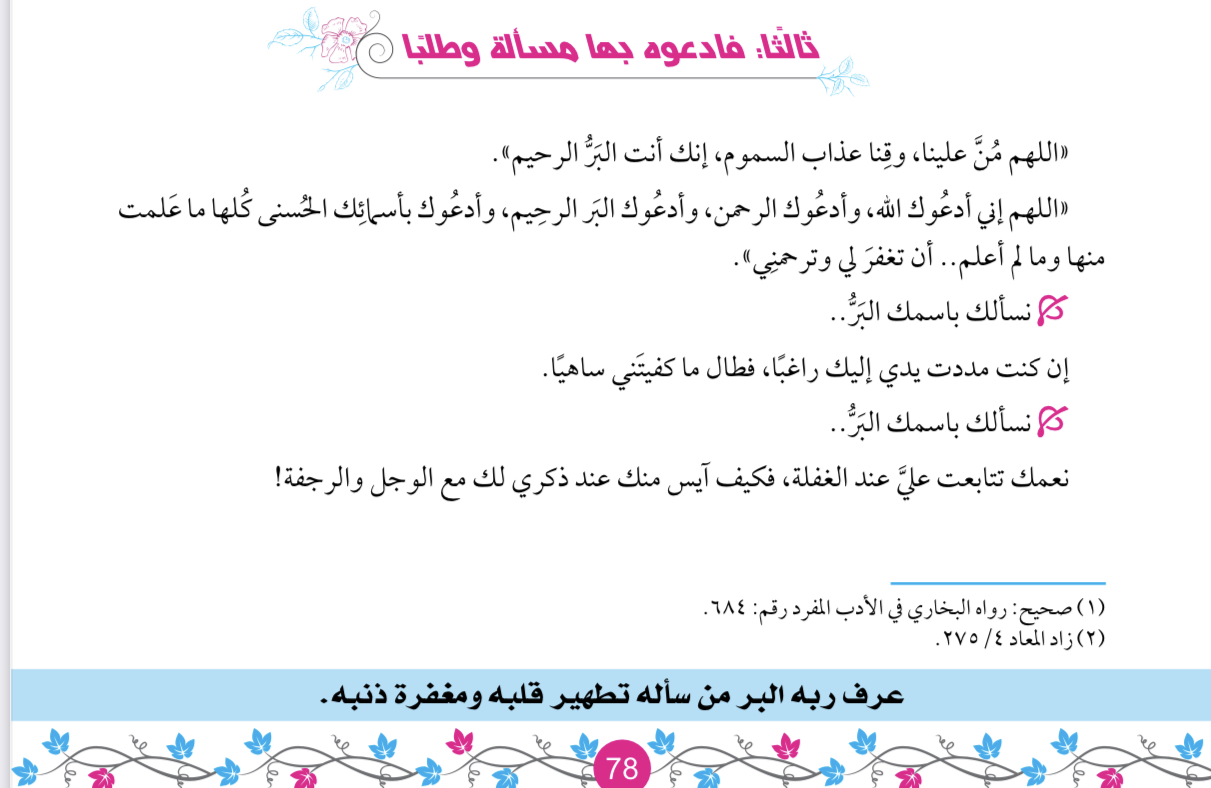 ثالثًا: فادعوه بها مسألة وطلبًا
«اللهم مُنَّ علينا، وقِنا عذاب السموم، إنك أنت البَرُّ الرحيم».
«اللهم إني أدعُوك الله، وأدعُوك الرحمن، وأدعُوك البَر الرحِيم، وأدعُوك بأسمائِك الحُسنى كُلها ما عَلمت
منها وما لم أعلم.. أن تغفرَ لي وترحمنِي».
نسألك باسمك البَرُّ..
إن كنت مددت يدي إليك راغبًا، فطال ما كفيتَني ساهيًا.
نسألك باسمك البَرُّ..
نعمك تتابعت عليَّ عند الغفلة، فكيف آيس منك عند ذكري لك مع الوجل والرجفة!
(١) صحيح: رواه البخاري في الأدب المفرد رقم: ٦٨٤.
(٢) زاد المعاد ٤/ ٢٧٥.
عرف ربه البر من سأله تطهير قلبه ومغفرة ذنبه.
78